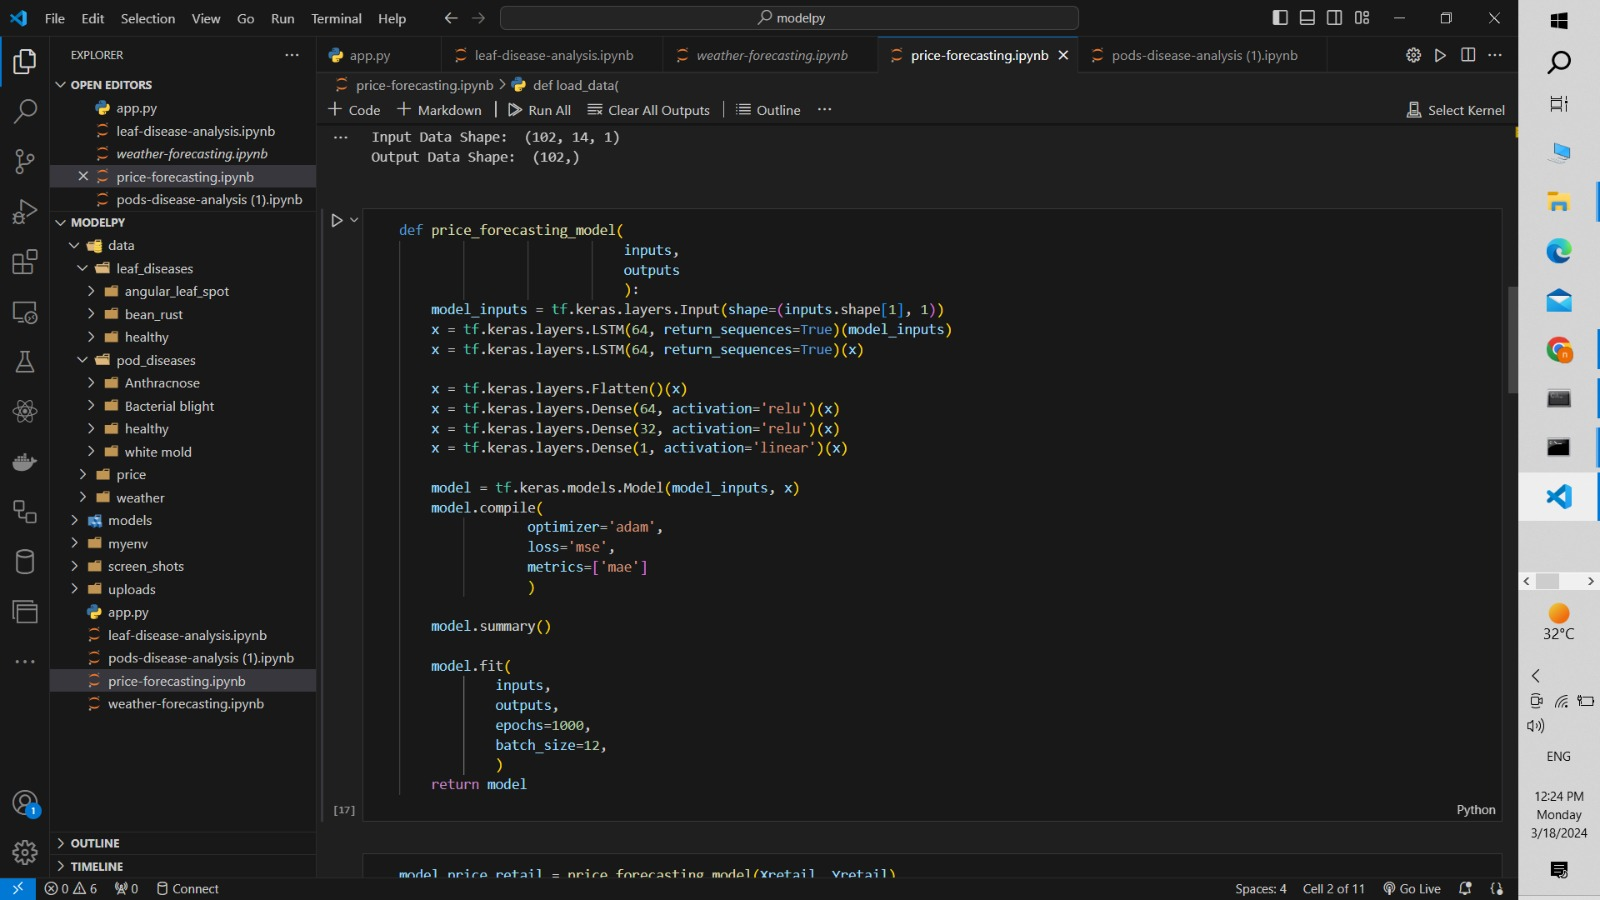 File Edit Selection View Go Run Terminal Help
modelpy
EXPLORER
OPEN EDITORS
app.py
leaf-disease-analysis.ipynb
weather-forecasting.ipynb
price-forecasting.ipynb
pods-disease-analysis (1).ipynb
MODELPY
data
leaf_diseases
angular_leaf_spot
bean_rust
healthy
pod_diseases
Anthracnose
Bacterial blight
healthy
white mold
price
weather
models
myenv
screen_shots
uploads
app.py
leaf-disease-analysis.ipynb
pods-disease-analysis (1).ipynb
price-forecasting.ipynb
weather-forecasting.ipynb
OUTLINE
TIMELINE
1
app.py leaf-disease-analysis.ipynb weather-forecasting.ipynb price-forecasting.ipynb pods-disease-analysis (1).ipynb
price-forecasting.ipynb > def load_data(
Code Markdown Run All Clear All Outputs Outline Select Kernel
Input Data Shape:  (102, 14, 1)
Output Data Shape:  (102,)
def price_forecasting_model(
inputs,
outputs
):
model_inputs = tf.keras.layers.Input(shape=(inputs.shape[1], 1))
x = tf.keras.layers.LSTM(64, return_sequences=True)(model_inputs)
x = tf.keras.layers.LSTM(64, return_sequences=True)(x)
x = tf.keras.layers.Flatten()(x)
x = tf.keras.layers.Dense(64, activation='relu')(x)
x = tf.keras.layers.Dense(32, activation='relu')(x)
x = tf.keras.layers.Dense(1, activation='linear')(x)
model = tf.keras.models.Model(model_inputs, x)
model.compile(
optimizer='adam',
loss='mse',
metrics=['mae']
)
model.summary()
model.fit(
inputs,
outputs,
epochs=1000,
batch_size=12,
)
return model
[17]
Python
model_price_retail = price_forecasting_model(Xretail, Yretail)
0 6 0 Connect
Spaces: 4 Cell 2 of 11 Go Live
n
32°C
ENG
12:24 PM
Monday
3/18/2024